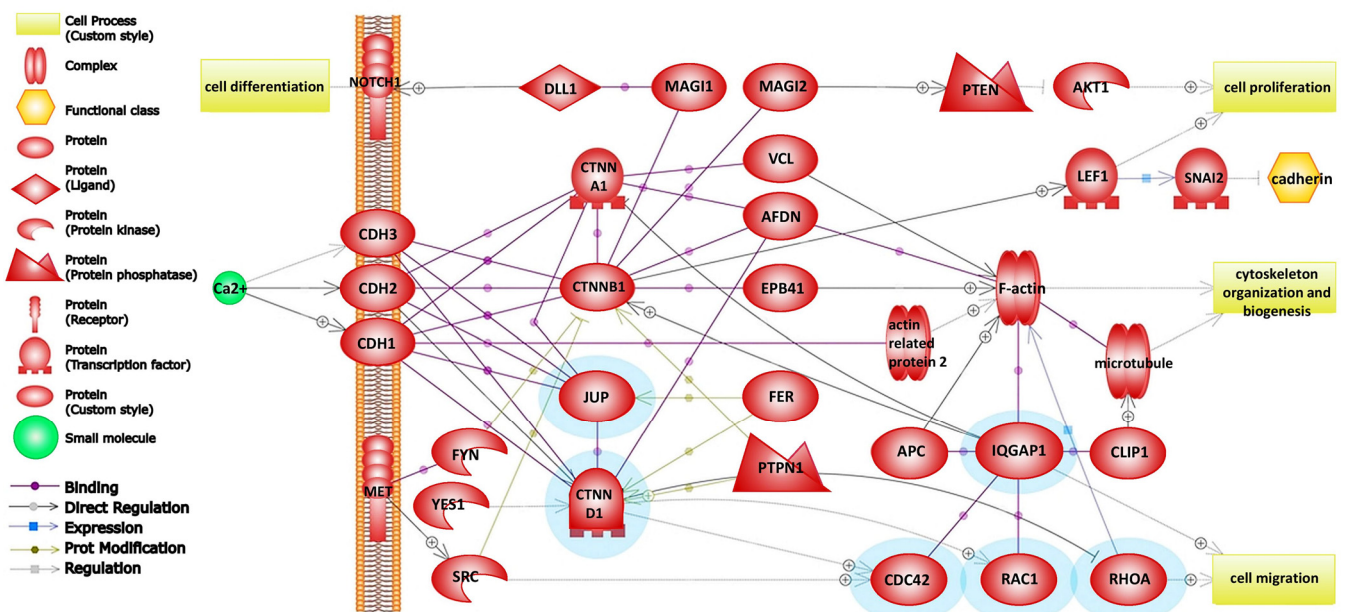 Cell Process
(Custom style)
Complex
Functional class
Protein
Protein
(Ligand)
Protein
(Protein kinase)
Protein
(Protein phosphatase)
Protein
(Receptor)
Protein
(Transcription factor)
Protein
(Custom style)
Small molecule
Binding
Direct Regulation
Expression
Prot Modification
Regulation
cell differentiation
NOTCH1
DLL1
MAGI1
MAGI2
PTEN
AKT1
cell proliferation
CTNN
A1
VCL
LEF1
SNAI2
cadherin
AFDN
CDH3
Ca2+
CDH2
CTNNB1
EPB41
F-actin
cytoskeleton
organization and
biogenesis
CDH1
actin
related
protein 2
microtubule
JUP
FER
FYN
APC
IQGAP1
CLIP1
MET
PTPN1
YES1
CTNN
D1
SRC
CDC42
RAC1
RHOA
cell migration